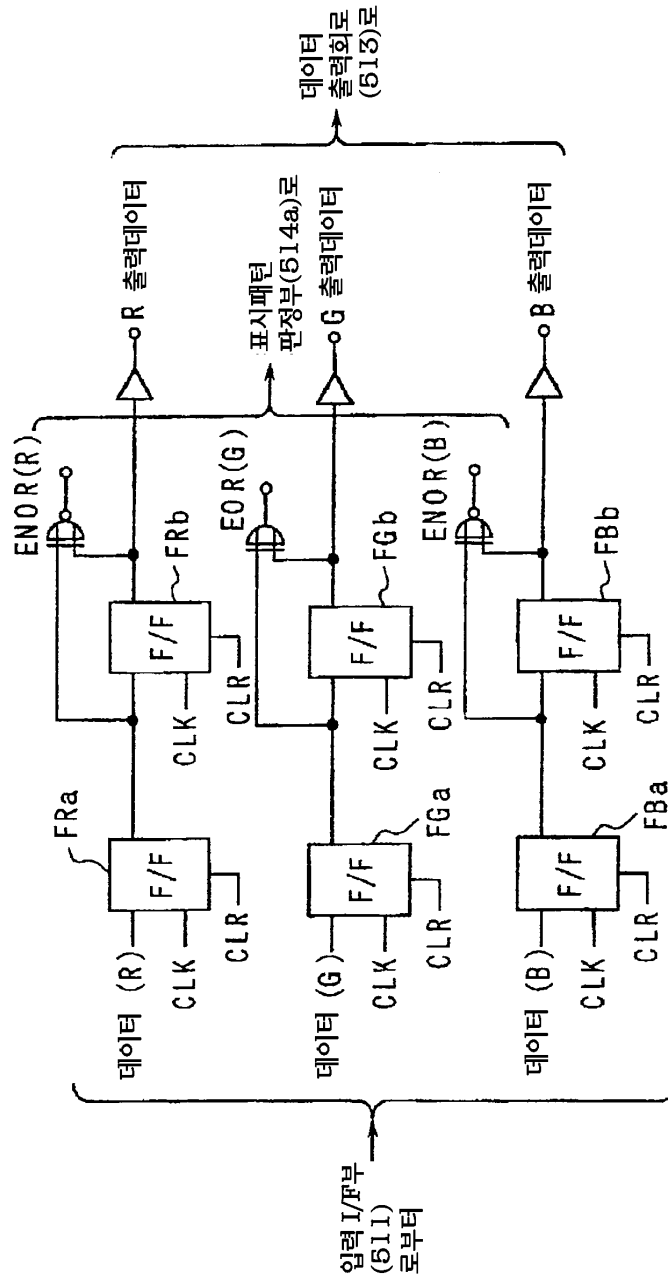 입력 I/F부
(511)
로부터
데이터 (R)
CLK
CLR
F/F
FRa
F/F
CLK
CLR
FRb
ENOR(R)
R 출력데이터
표시패턴
판정부(514a)로
데이터 (G)
CLK
CLR
F/F
FGa
F/F
CLK
CLR
FGb
EOR(G)
G 출력데이터
데이터 (B)
CLK
CLR
F/F
FBa
F/F
CLK
CLR
FBb
ENOR(B)
B 출력데이터
데이터
출력회로
(513)로